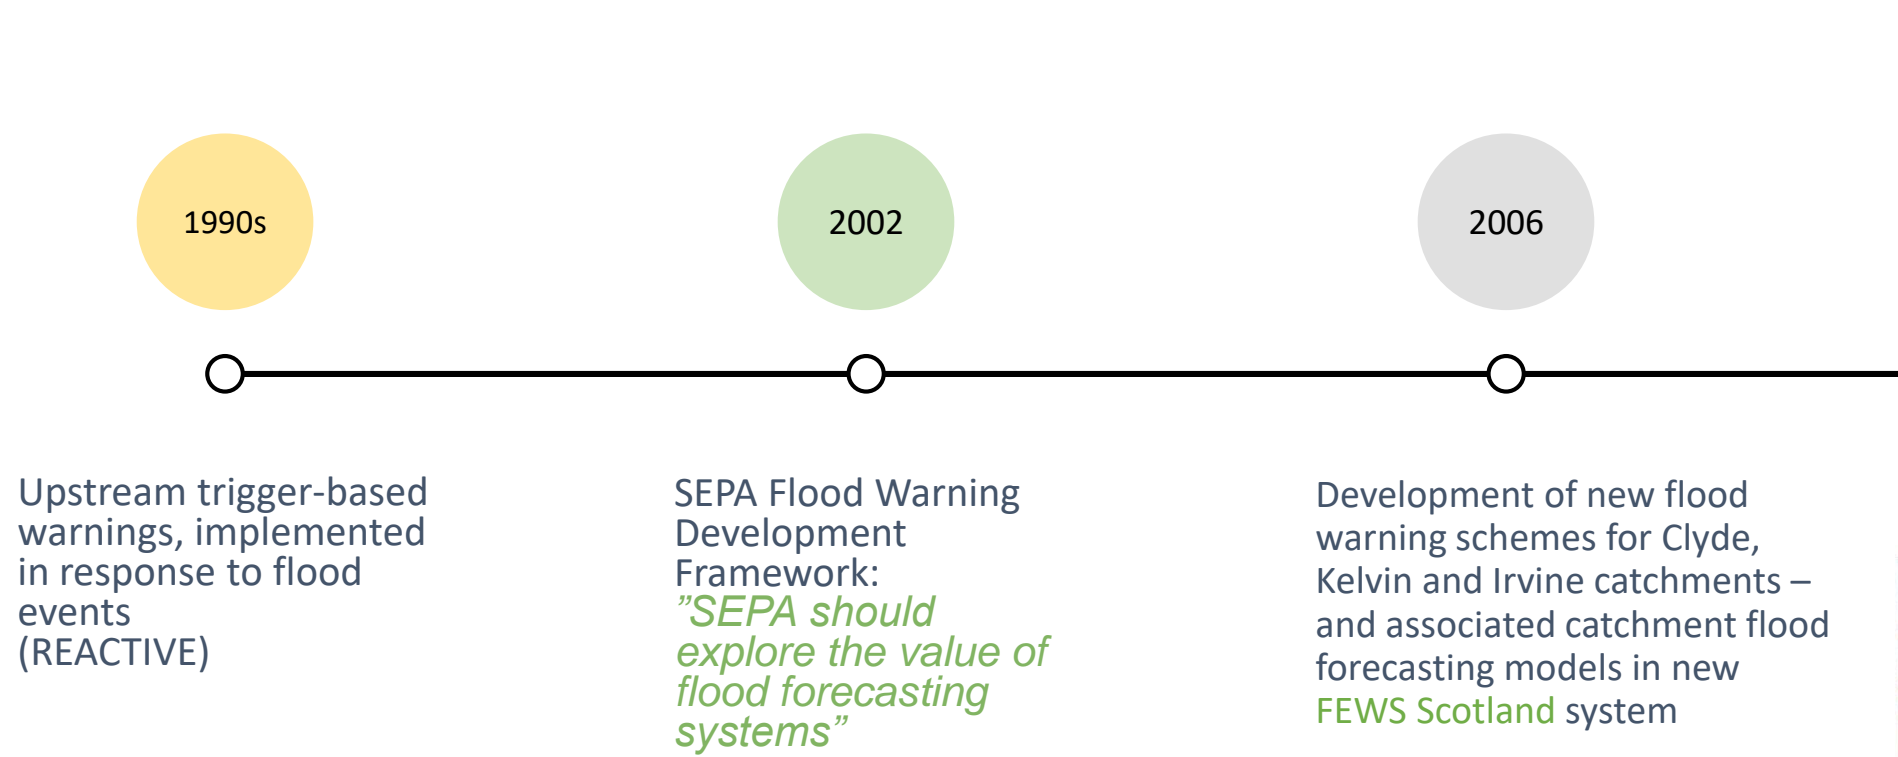 1990s
2002
2006
Upstream trigger-based
warnings, implemented
in response to flood
events
(REACTIVE)
SEPA Flood Warning
Development
Framework:
”SEPA should
explore the value of
flood forecasting
systems”
Development of new flood
warning schemes for Clyde,
Kelvin and Irvine catchments –
and associated catchment flood
forecasting models in new
FEWS Scotland system